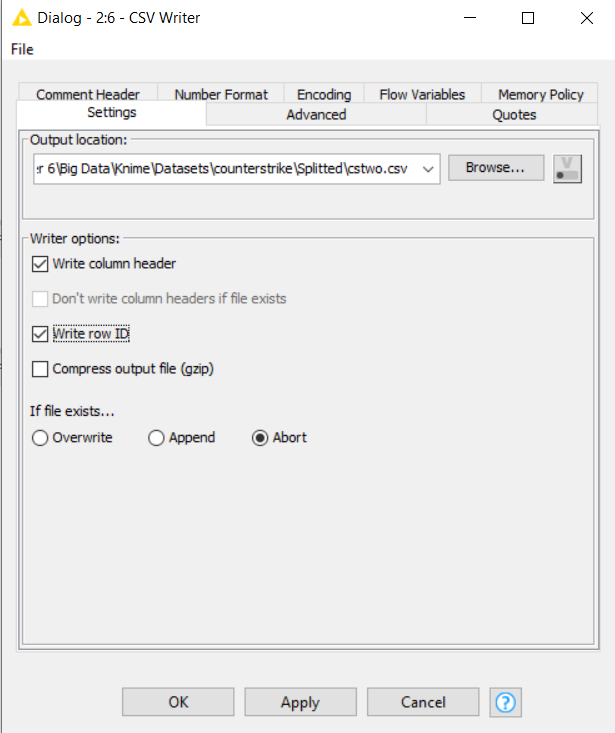 Dialog - 2:6 - CSV Writer
File
Comment Header Number Format Encoding Flow Variables Memory Policy
Settings Advanced Quotes
Output location:
er 6\Big Data\Knime\Datasets\counterstrike\Splitted\cstwo.csv Browse... V
Writer options:
Write column header
Don't write column headers if file exists
Write row ID
Compress output file (gzip)
If file exists...
Overwrite Append Abort
OK Apply Cancel ?